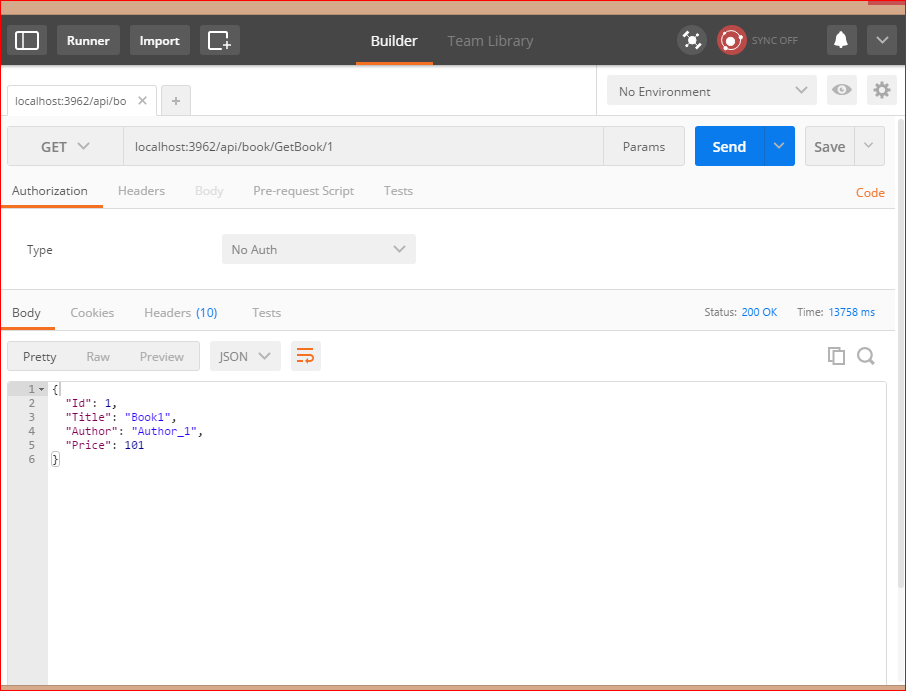 Runner Import Builder Team Library SYNC OFF
localhost:3962/api/bo No Environment
GET localhost:3962/api/book/GetBook/1 Params Send Save
Authorization Headers Body Pre-request Script Tests Code
Type No Auth
Body Cookies Headers (10) Tests Status: 200 OK Time: 13758 ms
Pretty Raw Preview JSON
1 {
2 "Id": 1,
3 "Title": "Book1",
4 "Author": "Author_1",
5 "Price": 101
6 }